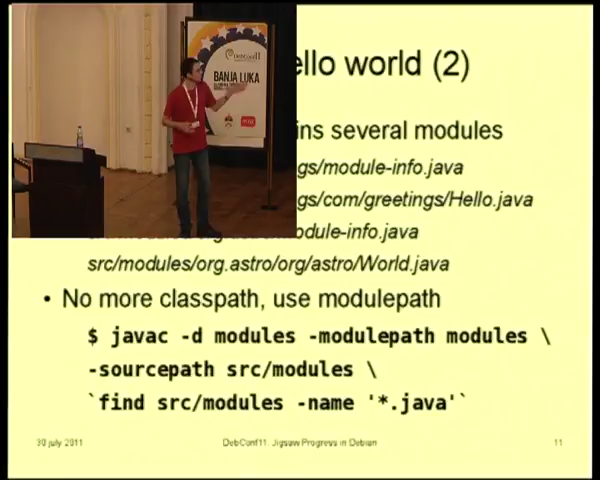 ello world (2)
debconf11
BANJA LUKA
ins several modules
gs/module-info.java
gs/com/greetings/Hello.java
odule-info.java
src/modules/org.astro/org/astro/World.java
• No more classpath, use modulepath
$ javac -d modules -modulepath modules \
-sourcepath src/modules \
`find src/modules -name '*.java'`
30 july 2011
DebConf11: Jigsaw Progress in Debian
11